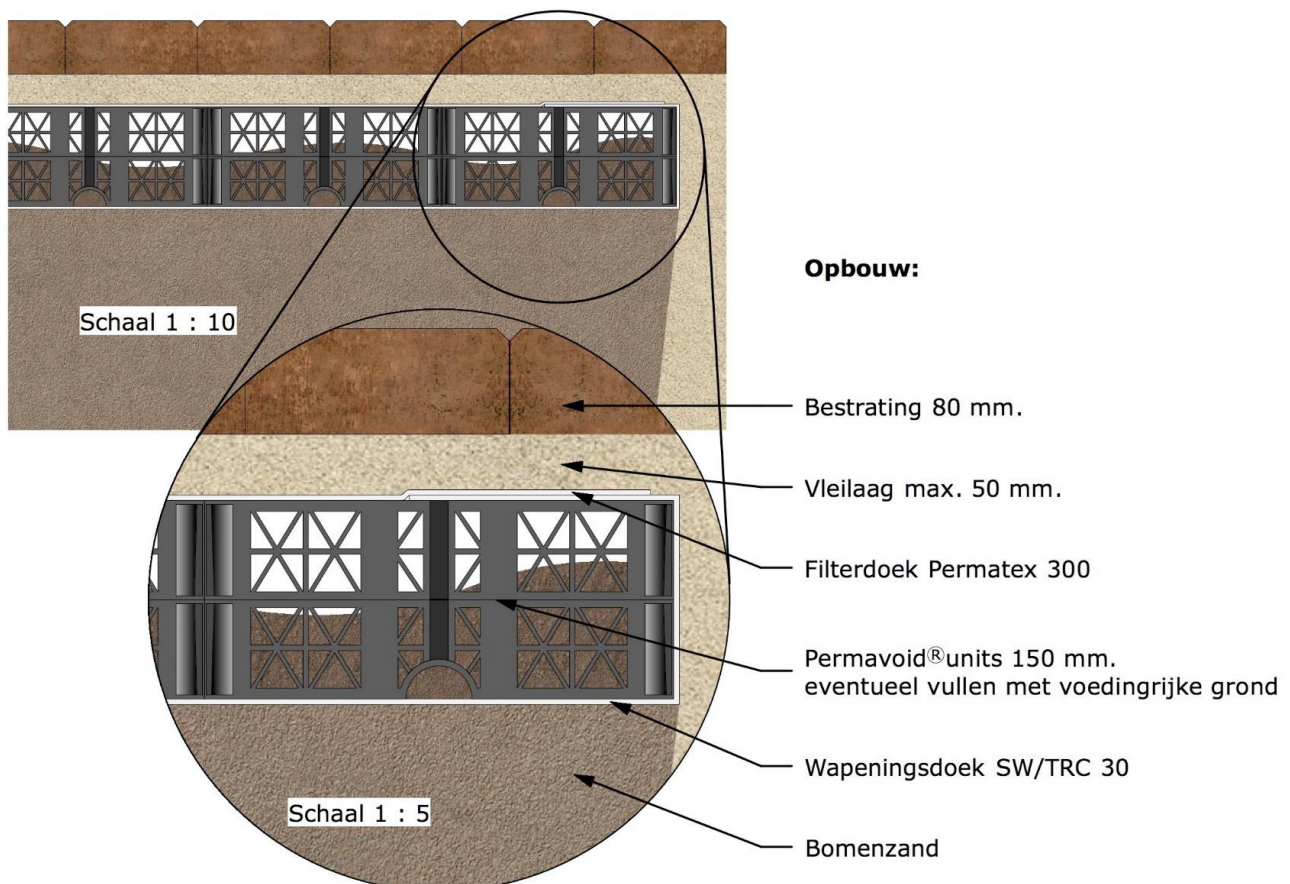 Opbouw:
Schaal 1 : 10
Bestrating 80 mm.
Vleilaag max. 50 mm.
Filterdoek Permatex 300
Permavoid®units 150 mm.
eventueel vullen met voedingrijke grond
Wapeningsdoek SW/TRC 30
Schaal 1 : 5
Bomenzand